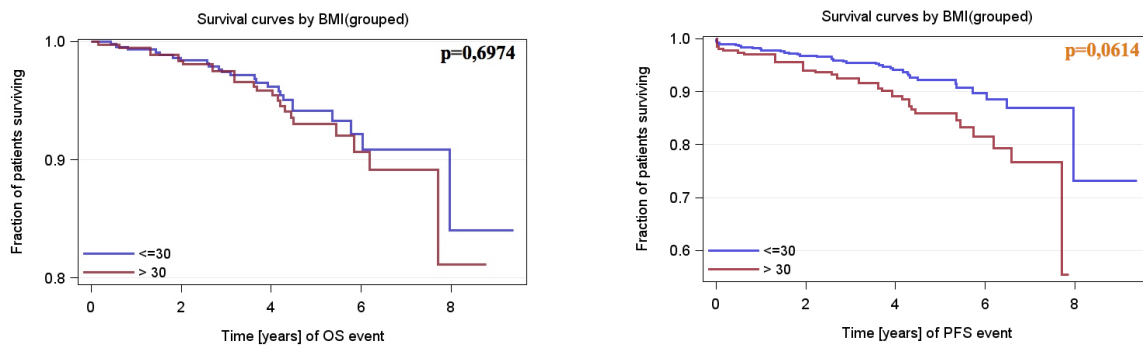 Survival curves by BMI(grouped)
p=0,6974
1.0
0.9
0.8
Fraction of patients surviving
<=30
> 30
0 2 4 6 8
Time [years] of OS event
Survival curves by BMI(grouped)
p=0,0614
1.0
0.9
0.8
0.7
0.6
Fraction of patients surviving
<=30
> 30
0 2 4 6 8
Time [years] of PFS event